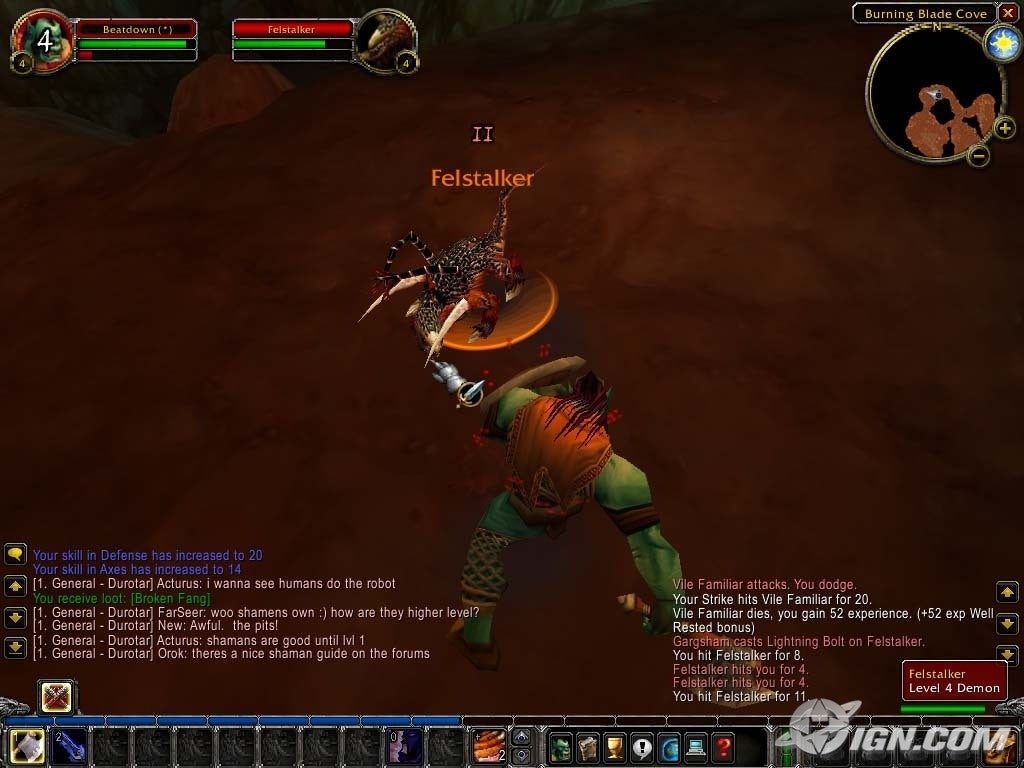 Burning Blade Cove
N
4
Beatdown (*)
4
Felstalker
4
II
Felstalker
Your skill in Defense has increased to 20
Your skill in Axes has increased to 14
[1. General - Durotar] Acturus: i wanna see humans do the robot
You receive loot: [Broken Fang]
[1. General - Durotar] FarSeer: woo shamens own :) how are they higher level?
[1. General - Durotar] New: Awful.  the pits!
[1. General - Durotar] Acturus: shamans are good until lvl 1
[1. General - Durotar] Orok: theres a nice shaman guide on the forums
Vile Familiar attacks. You dodge.
Your Strike hits Vile Familiar for 20.
Vile Familiar dies, you gain 52 experience. (+52 exp Well
Rested bonus)
Gargsham casts Lightning Bolt on Felstalker.
You hit Felstalker for 8.
Felstalker hits you for 4.
Felstalker hits you for 4.
You hit Felstalker for 11.
Felstalker
Level 4 Demon
2
0
2
IGN.COM